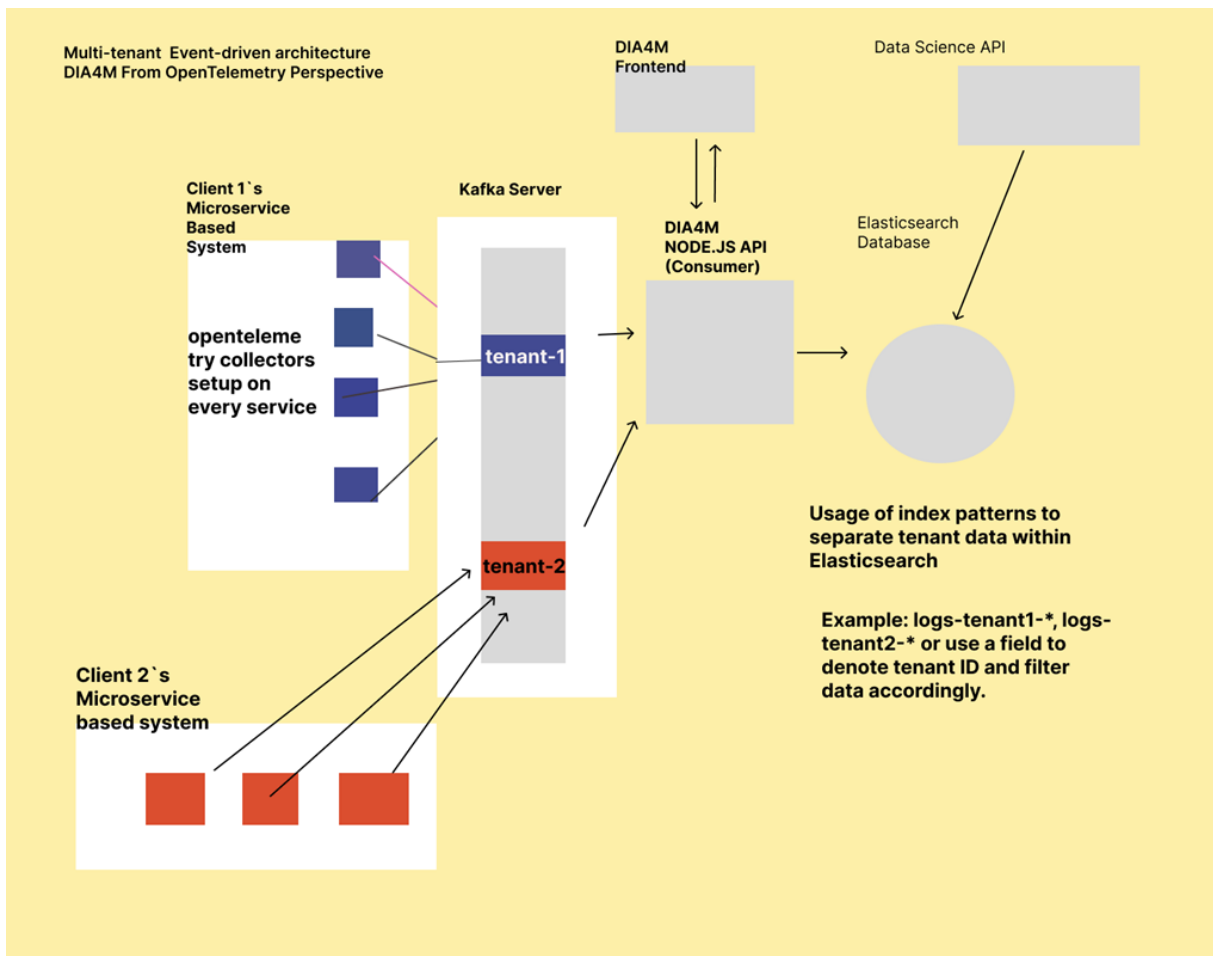 Multi-tenant  Event-driven architecture
DIA4M From OpenTelemetry Perspective
DIA4M
Frontend
Data Science API
Client 1`s
Microservice
Based
System
Kafka Server
DIA4M
NODE.JS API
(Consumer)
Elasticsearch
Database
openteleme
try collectors
setup on
every service
tenant-1
tenant-2
Usage of index patterns to
separate tenant data within
Elasticsearch
Example: logs-tenant1-*, logs-
tenant2-* or use a field to
denote tenant ID and filter
data accordingly.
Client 2`s
Microservice
based system